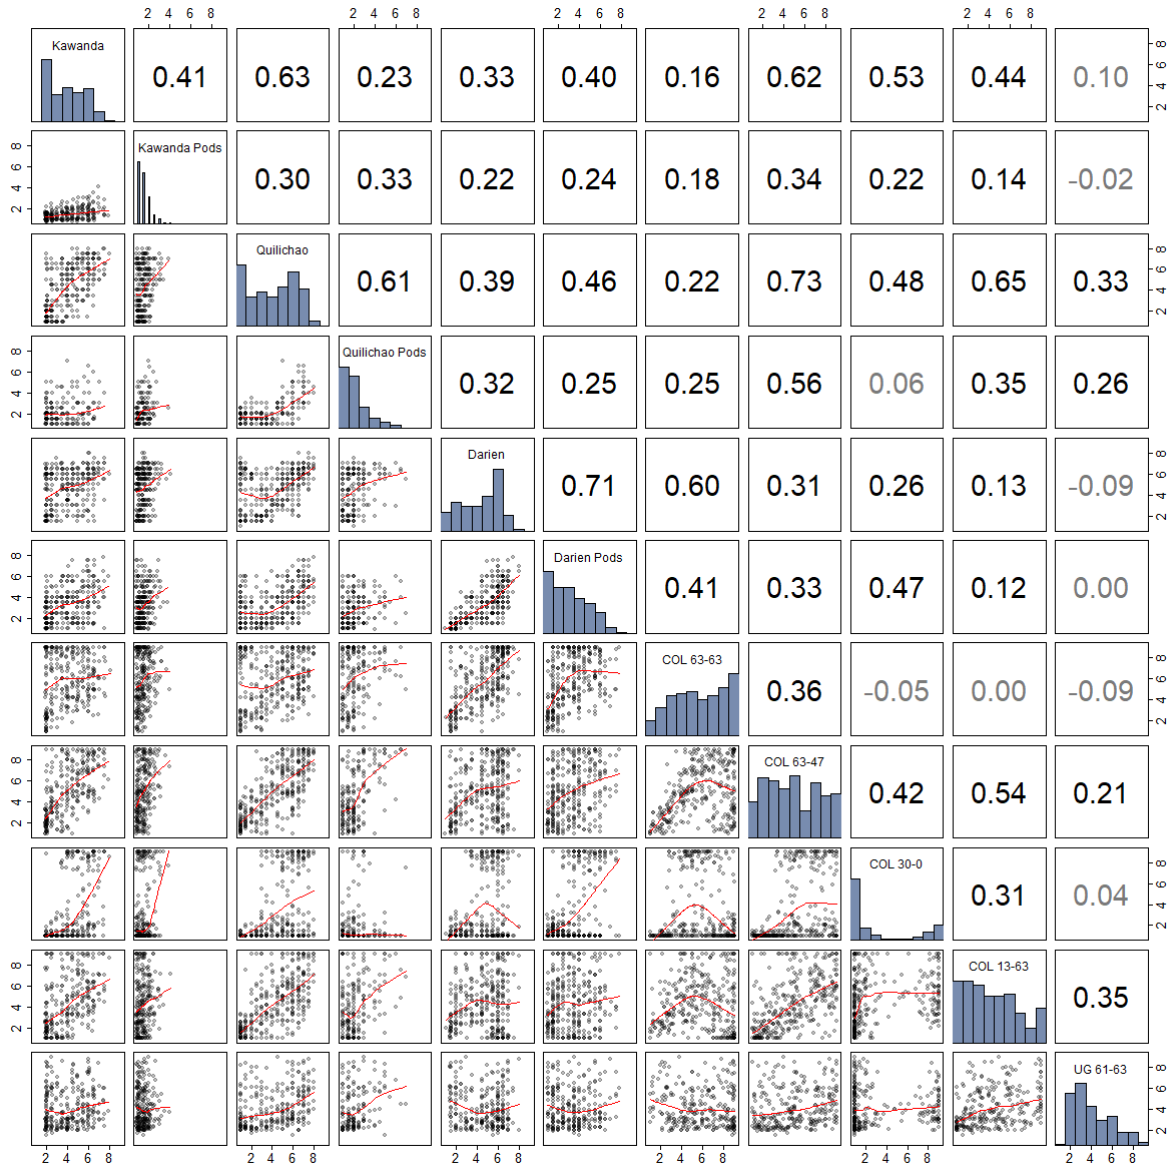 2 4 6 8 2 4 6 8 2 4 6 8 2 4 6 8 2 4 6 8
Kawanda 0.41 0.63 0.23 0.33 0.40 0.16 0.62 0.53 0.44 0.10 2 4 6 8
2 4 6 8 Kawanda Pods 0.30 0.33 0.22 0.24 0.18 0.34 0.22 0.14 -0.02
Quilichao 0.61 0.39 0.46 0.22 0.73 0.48 0.65 0.33 2 4 6 8
2 4 6 8 Quilichao Pods 0.32 0.25 0.25 0.56 0.06 0.35 0.26
Darien 0.71 0.60 0.31 0.26 0.13 -0.09 2 4 6 8
2 4 6 8 Darien Pods 0.41 0.33 0.47 0.12 0.00
COL 63-63 0.36 -0.05 0.00 -0.09 2 4 6 8
2 4 6 8 COL 63-47 0.42 0.54 0.21
COL 30-0 0.31 0.04 2 4 6 8
2 4 6 8 COL 13-63 0.35
UG 61-63 2 4 6 8
2 4 6 8 2 4 6 8 2 4 6 8 2 4 6 8 2 4 6 8 2 4 6 8